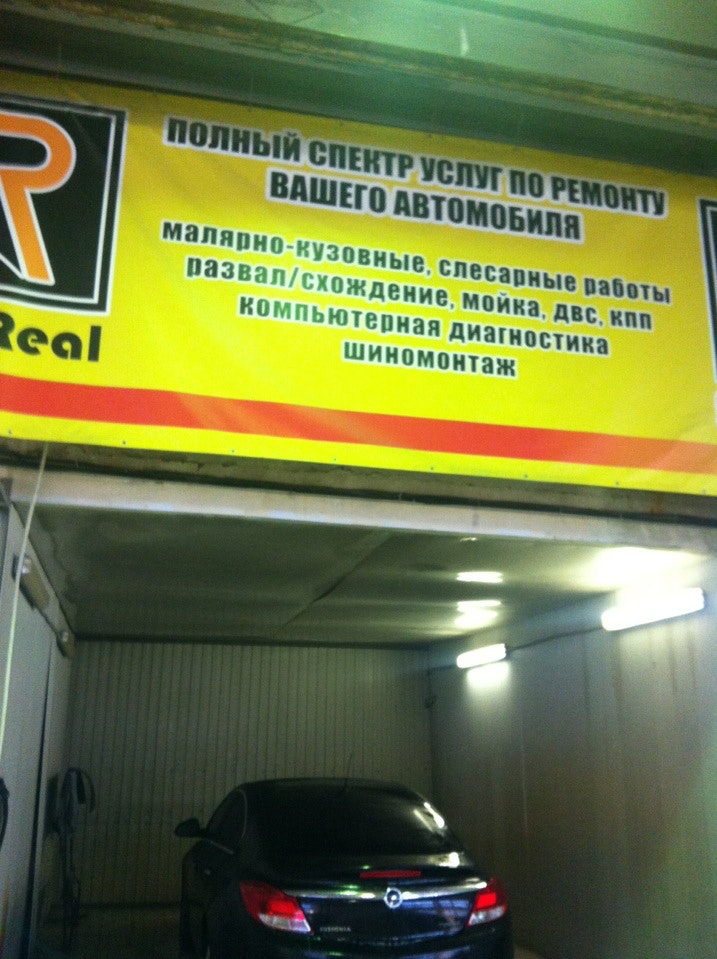 ПОЛНЫЙ СПЕКТР УСЛУГ ПО РЕМОНТУ
ВАШЕГО АВТОМОБИЛЯ
малярно-кузовные, слесарные работы
развал/схождение, мойка, двс, кпп
компьютерная диагностика
шиномонтаж
R
Real
INSIGNIA